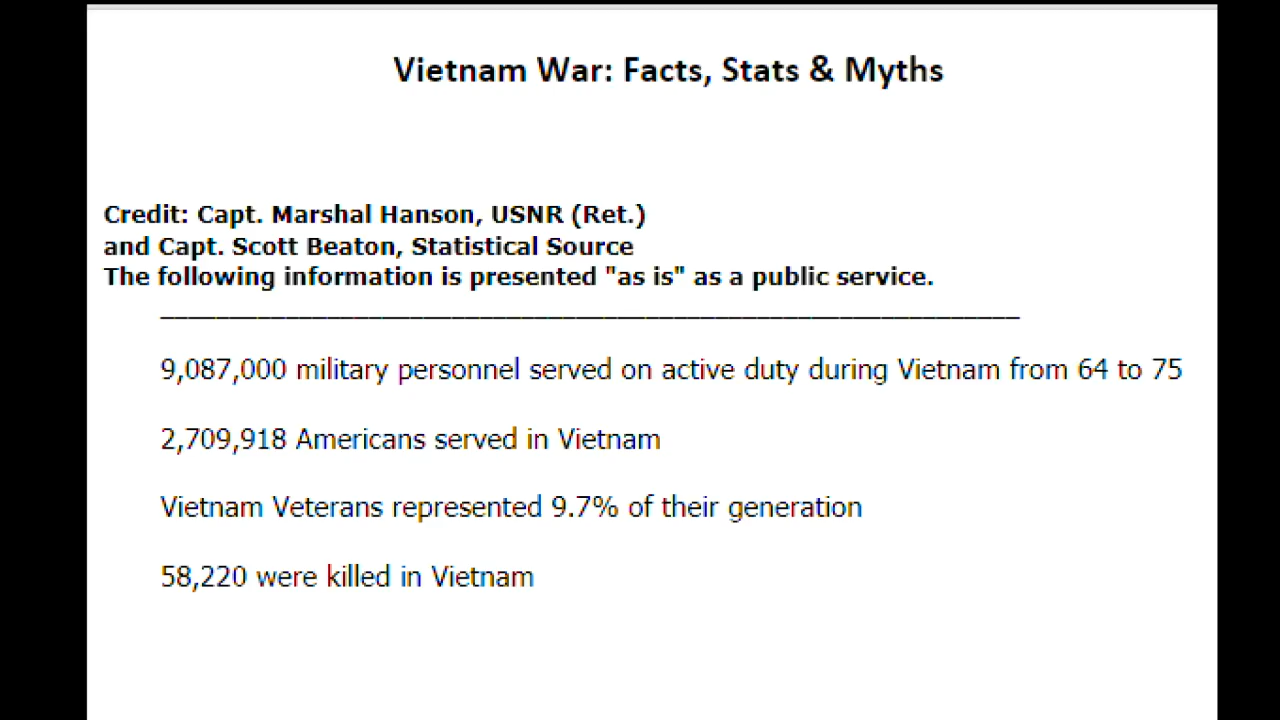 Vietnam War: Facts, Stats & Myths
Credit: Capt. Marshal Hanson, USNR (Ret.)
and Capt. Scott Beaton, Statistical Source
The following information is presented "as is" as a public service.
9,087,000 military personnel served on active duty during Vietnam from 64 to 75
2,709,918 Americans served in Vietnam
Vietnam Veterans represented 9.7% of their generation
58,220 were killed in Vietnam